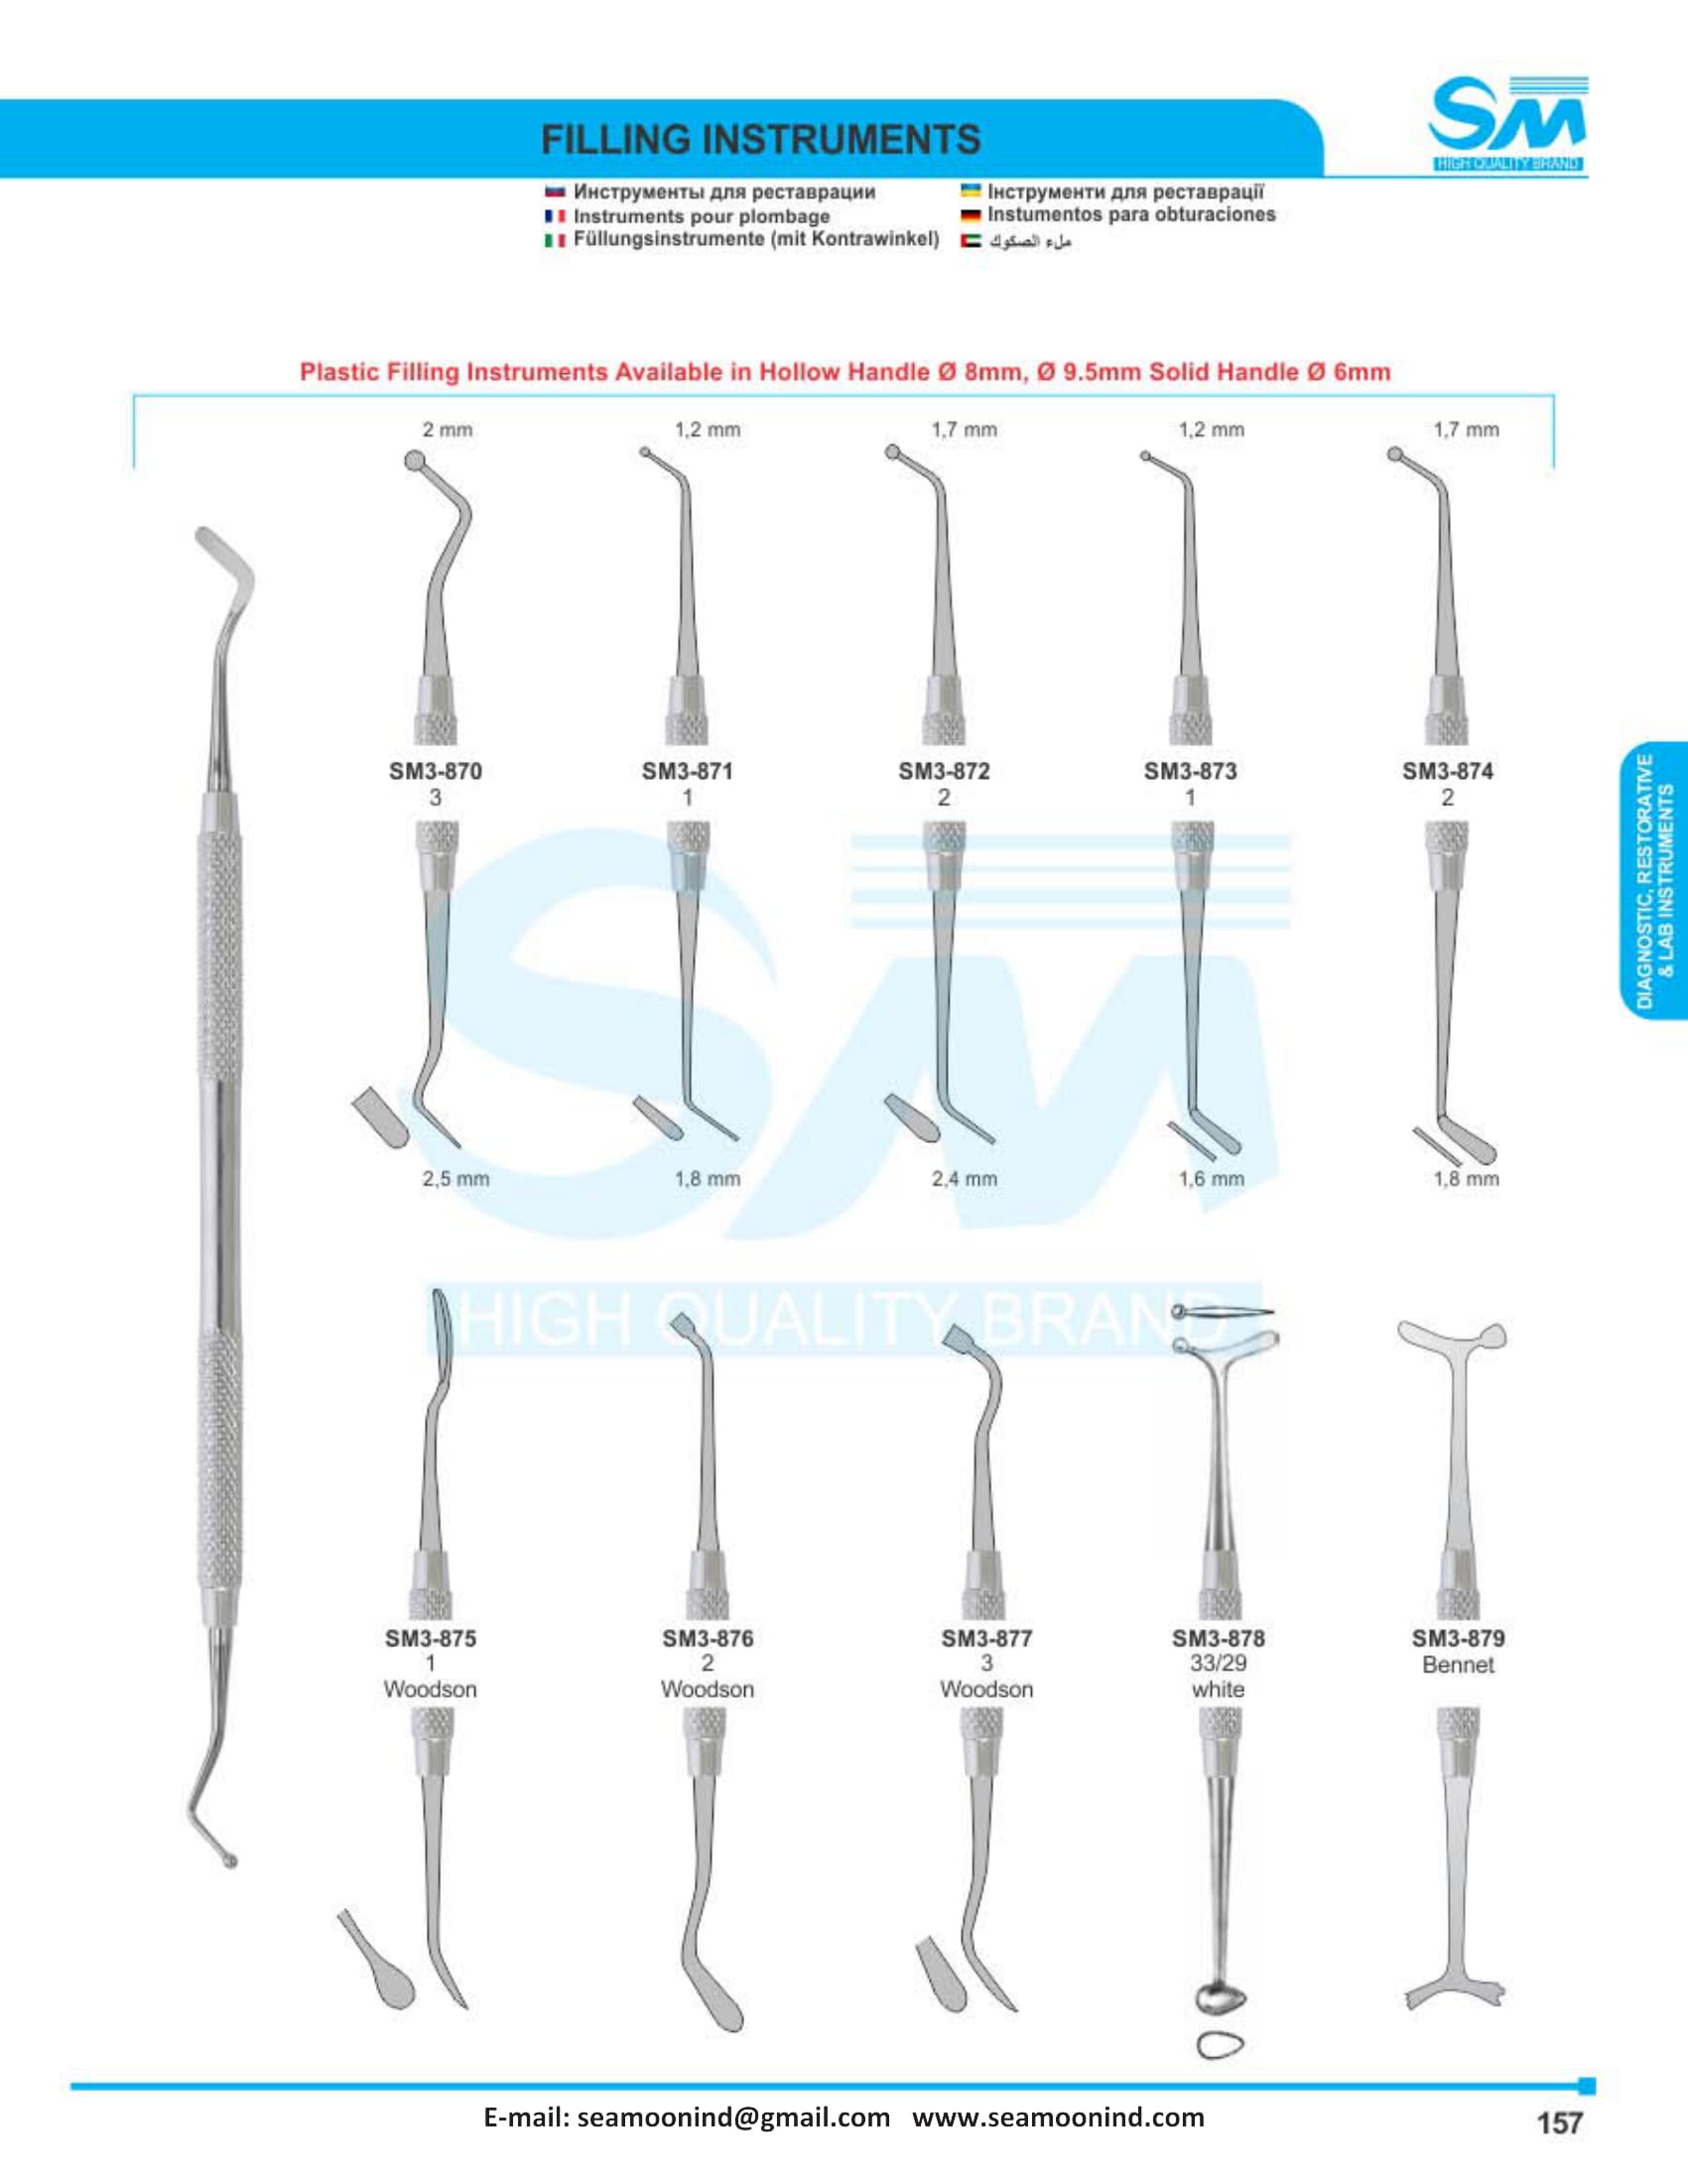 SM
HIGH QUALITY BRAND
FILLING INSTRUMENTS
Инструменты для реставрации
Instruments pour plombage
Füllungsinstrumente (mit Kontrawinkel)
Інструменти для реставрації
Instumentos para obturaciones
ملء الصكوك
Plastic Filling Instruments Available in Hollow Handle Ø 8mm, Ø 9.5mm Solid Handle Ø 6mm
2 mm 1,2 mm 1,7 mm 1,2 mm 1,7 mm
SM3-870 SM3-871 SM3-872 SM3-873 SM3-874
3 1 2 1 2
2,5 mm 1,8 mm 2,4 mm 1,6 mm 1,8 mm
DIAGNOSTIC, RESTORATIVE
& LAB INSTRUMENTS
SM
HIGH QUALITY BRAND
SM3-875 SM3-876 SM3-877 SM3-878 SM3-879
1 2 3 33/29 Bennet
Woodson Woodson Woodson white
E-mail: seamoonind@gmail.com www.seamoonind.com
157